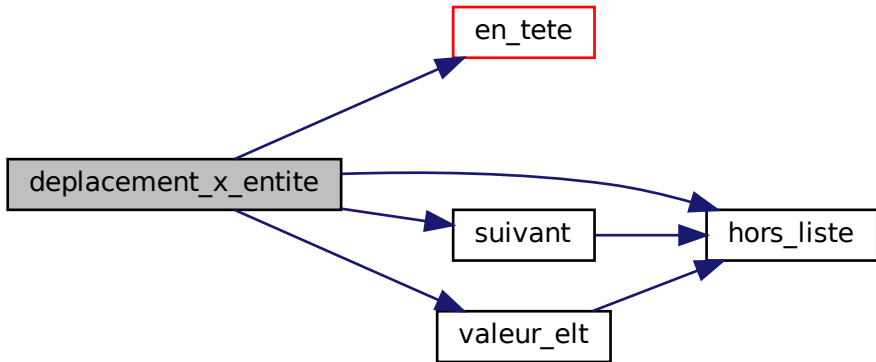 en_tete
deplacement_x_entite
suivant
hors_liste
valeur_elt